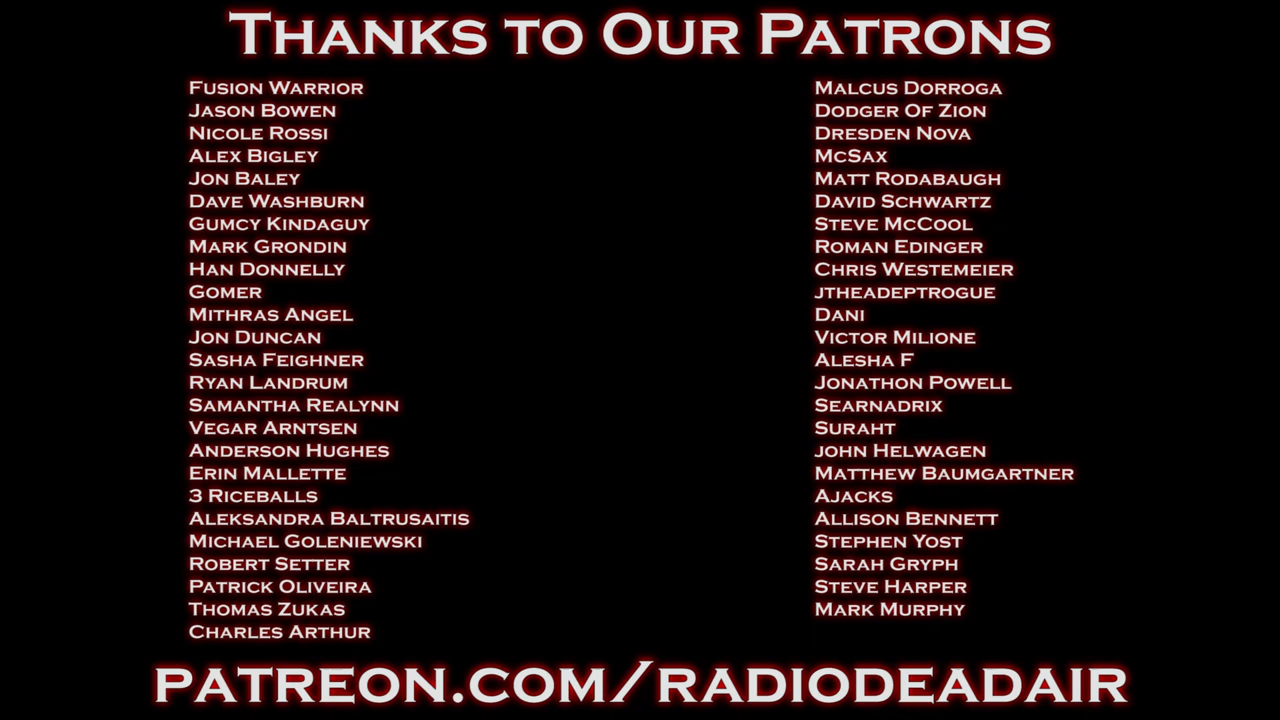 Thanks to Our Patrons
Fusion Warrior
Jason Bowen
Nicole Rossi
Alex Bigley
Jon Baley
Dave Washburn
Gumcy Kindaguy
Mark Grondin
Han Donnelly
Gomer
Mithras Angel
Jon Duncan
Sasha Feighner
Ryan Landrum
Samantha Realynn
Vegar Arntsen
Anderson Hughes
Erin Mallette
3 Riceballs
Aleksandra Baltrusaitis
Michael Goleniewski
Robert Setter
Patrick Oliveira
Thomas Zukas
Charles Arthur
Malcus Dorroga
Dodger Of Zion
Dresden Nova
McSax
Matt Rodabaugh
David Schwartz
Steve McCool
Roman Edinger
Chris Westemeier
jtheadeptrogue
Dani
Victor Milione
Alesha F
Jonathon Powell
Searnadrix
Suraht
john Helwagen
Matthew Baumgartner
Ajacks
Allison Bennett
Stephen Yost
Sarah Gryph
Steve Harper
Mark Murphy
patreon.com/radiodeadair